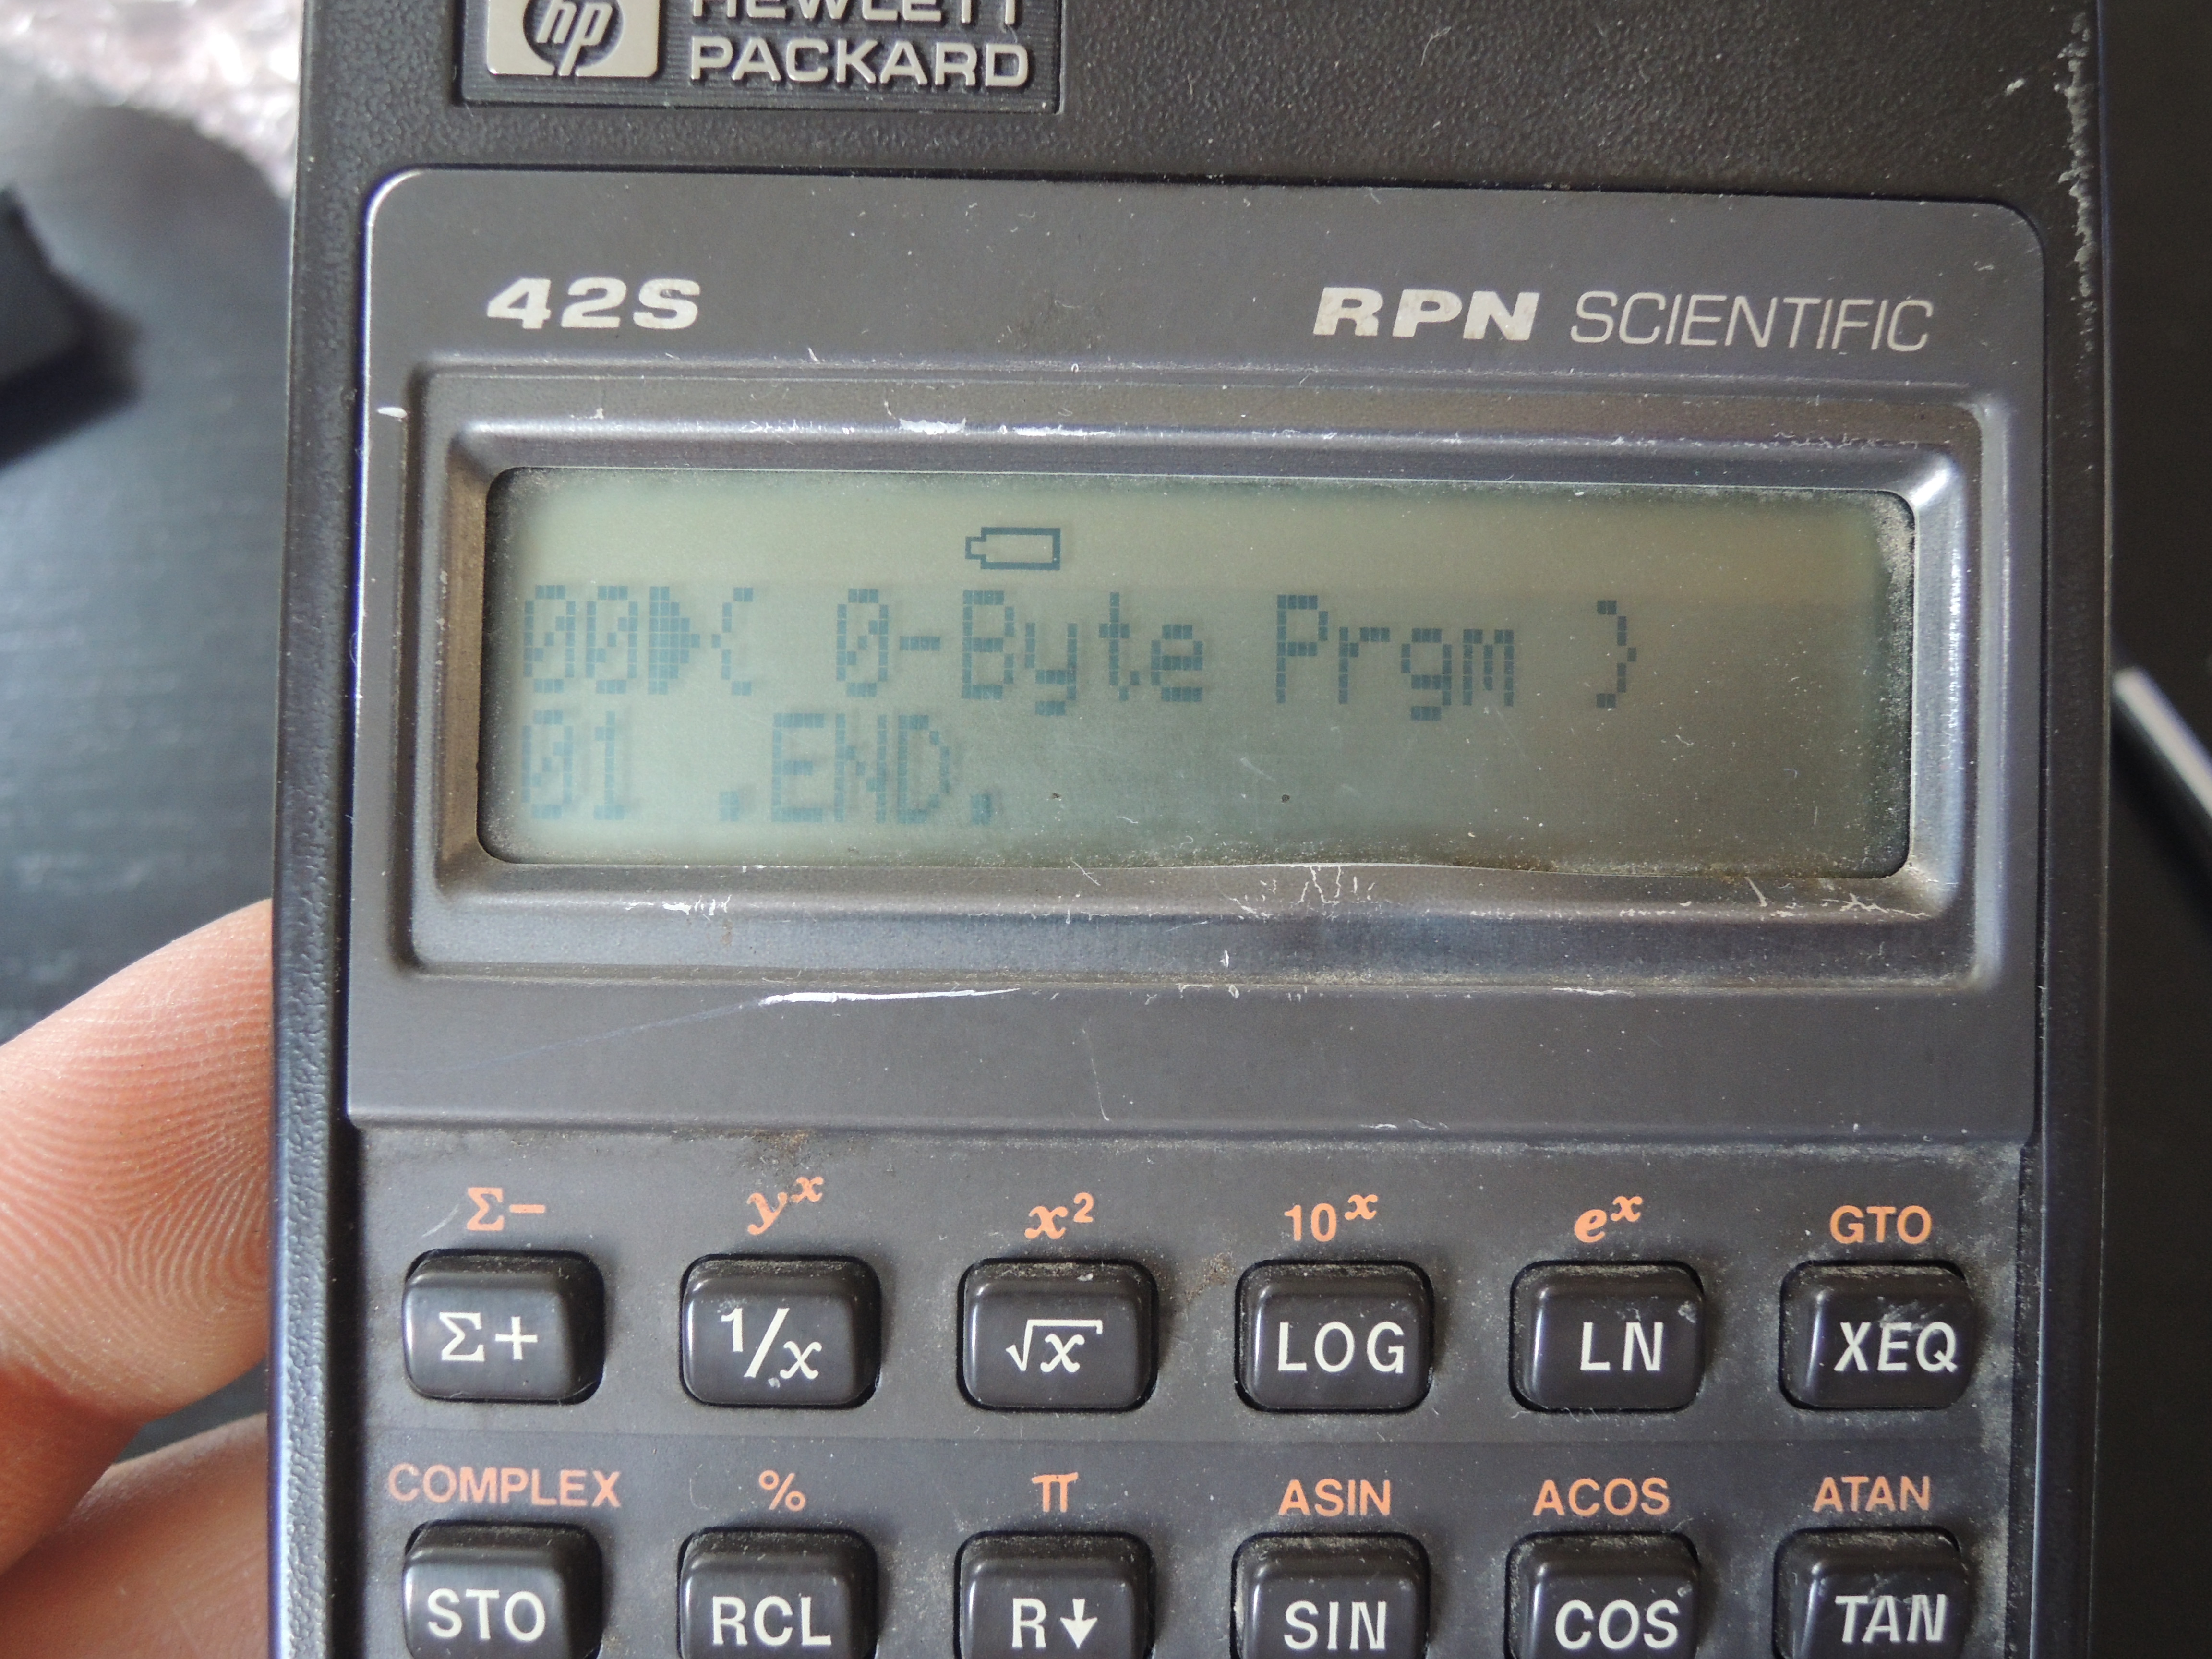 hp HEWLETT
PACKARD
42S RPN SCIENTIFIC
00▶{ 0-Byte Prgm }
01 .END.
Σ− yˣ x² 10ˣ eˣ GTO
Σ+ 1/x √x LOG LN XEQ
COMPLEX % π ASIN ACOS ATAN
STO RCL R↓ SIN COS TAN